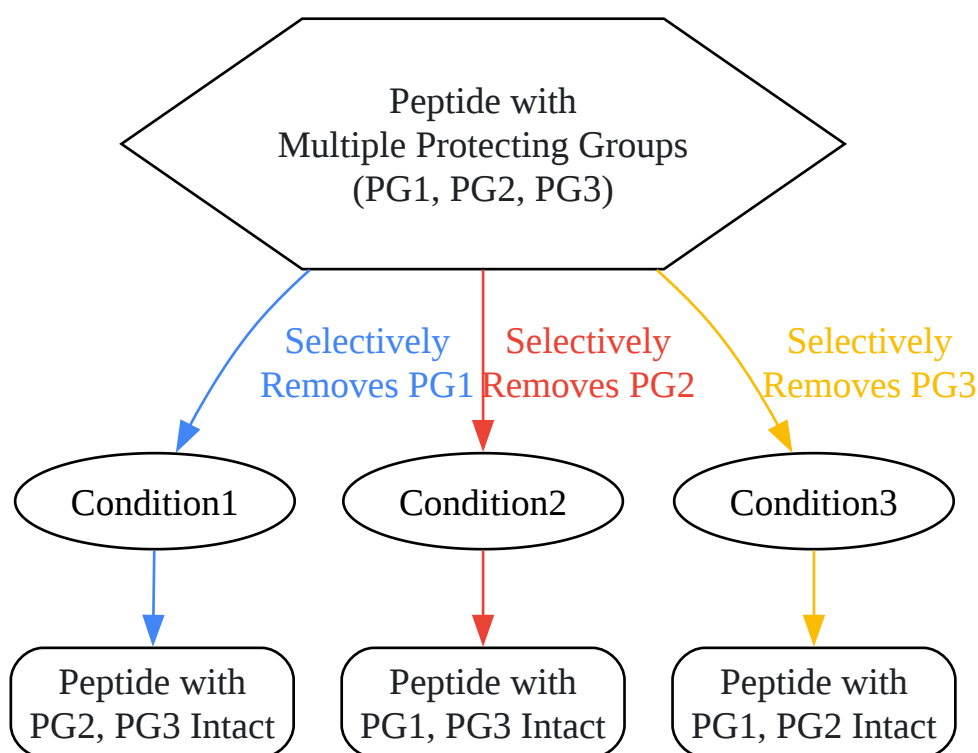 Peptide with
Multiple Protecting Groups
(PG1, PG2, PG3)
Selectively
Removes PG1
Selectively
Removes PG2
Selectively
Removes PG3
Condition1
Condition2
Condition3
Peptide with
PG2, PG3 Intact
Peptide with
PG1, PG3 Intact
Peptide with
PG1, PG2 Intact